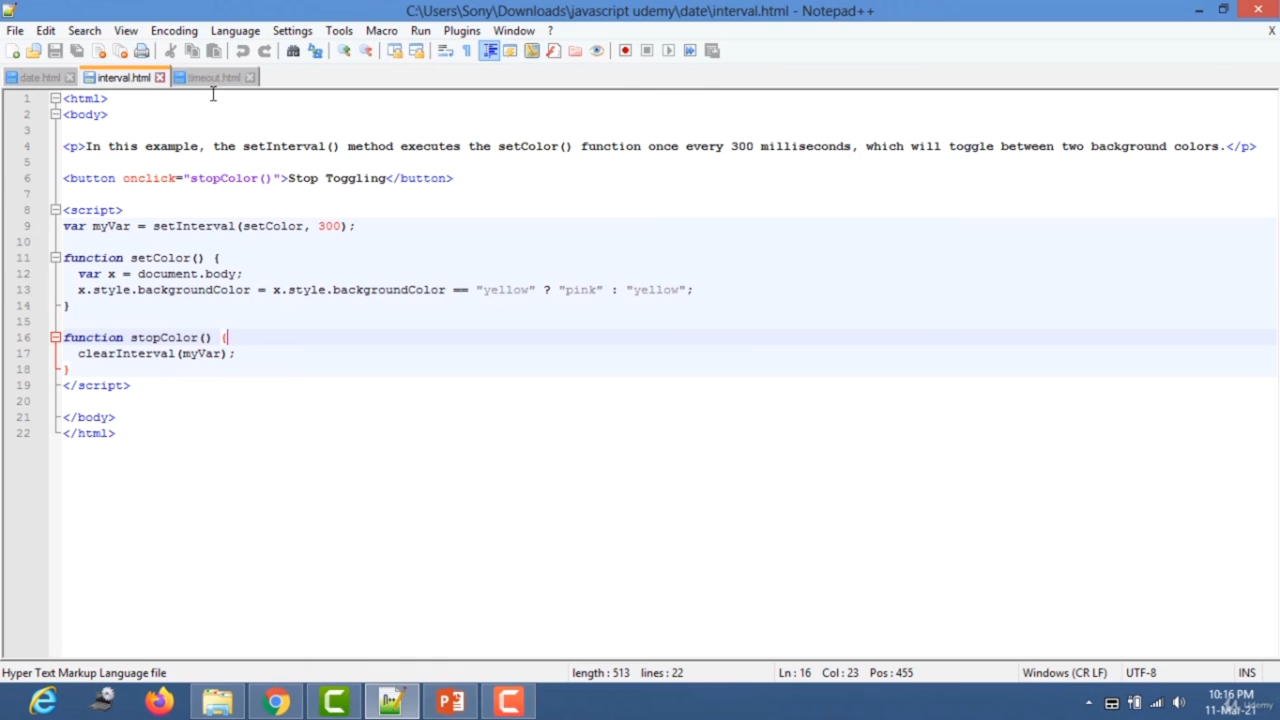 C:\Users\Sony\Downloads\javascript udemy\date\interval.html - Notepad++
File Edit Search View Encoding Language Settings Tools Macro Run Plugins Window ? X
date.html interval.html timeout.html
1 <html>
2 <body>
3
4 <p>In this example, the setInterval() method executes the setColor() function once every 300 milliseconds, which will toggle between two background colors.</p>
5
6 <button onclick="stopColor()">Stop Toggling</button>
7
8 <script>
9 var myVar = setInterval(setColor, 300);
10
11 function setColor() {
12 var x = document.body;
13 x.style.backgroundColor = x.style.backgroundColor == "yellow" ? "pink" : "yellow";
14 }
15
16 function stopColor() {
17 clearInterval(myVar);
18 }
19 </script>
20
21 </body>
22 </html>
Hyper Text Markup Language file length : 513 lines : 22 Ln : 16 Col : 23 Pos : 455 Windows (CR LF) UTF-8 INS
10:16 PM
11-Mar-21
Udemy